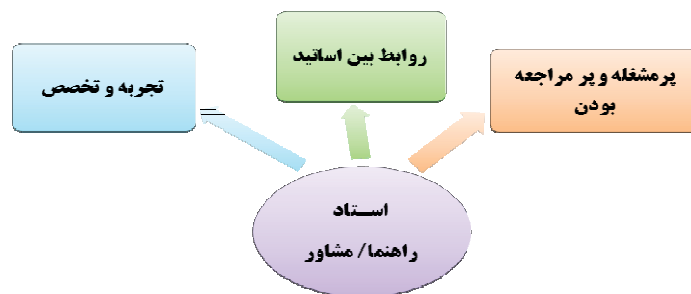 پرمشغله و پر مراجعه
بودن
روابط بین اساتید
تجربه و تخصص
استاد
راهنما/ مشاور